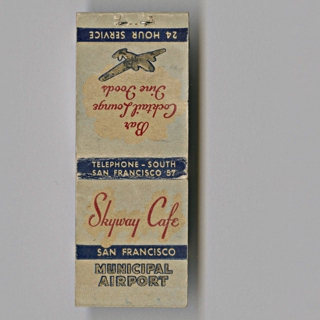 24 HOUR SERVICE
Bar
Cocktail Lounge
Fine Foods
TELEPHONE - SOUTH
SAN FRANCISCO 57
Skyway Cafe
SAN FRANCISCO
MUNICIPAL
AIRPORT